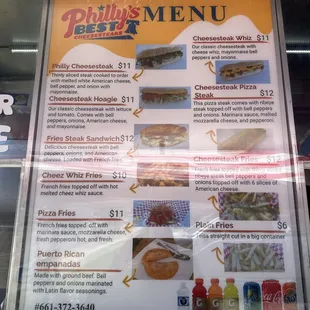 Philly's
BEST
CHEESESTEAKS
MENU
Philly Cheesesteak $11
Thinly sliced steak cooked to order
with melted white American cheese,
bell pepper, and onion with
mayonnaise.
Cheesesteak Hoagie $11
Our classic cheesesteak with lettuce
and tomato. Comes with bell
peppers, onions, American cheese,
and mayonnaise
Fries Steak Sandwich $12
Delicious cheesesteak with bell
peppers, onions, and American
cheese. Loaded with French fries
Cheez Whiz Fries $10
French fries topped off with hot
melted cheez whiz sauce.
Pizza Fries $11
French fries topped off with
marinara sauce, mozzarella cheese,
fresh pepperoni hot, and fresh.
Puerto Rican
empanadas
Made with ground beef. Bell
peppers, onions marinated with
Latin flavor seasonings.
#661-372-3640
Cheesesteak Whiz $11
Our classic cheesesteak with
cheez whiz, mayonnaise bell
peppers and onions.
Cheesesteak Pizza
Steak $12
This pizza steak comes with ribeye
steak topped off with bell peppers
and onions. Marinara sauce, melted
mozzarella cheese, and pepperoni.
Cheesesteak Fries
ribeye steak bell peppers and
onions topped off with 6 slices of
American cheese.
Plain Fries $6
Fries straight cut in a big container